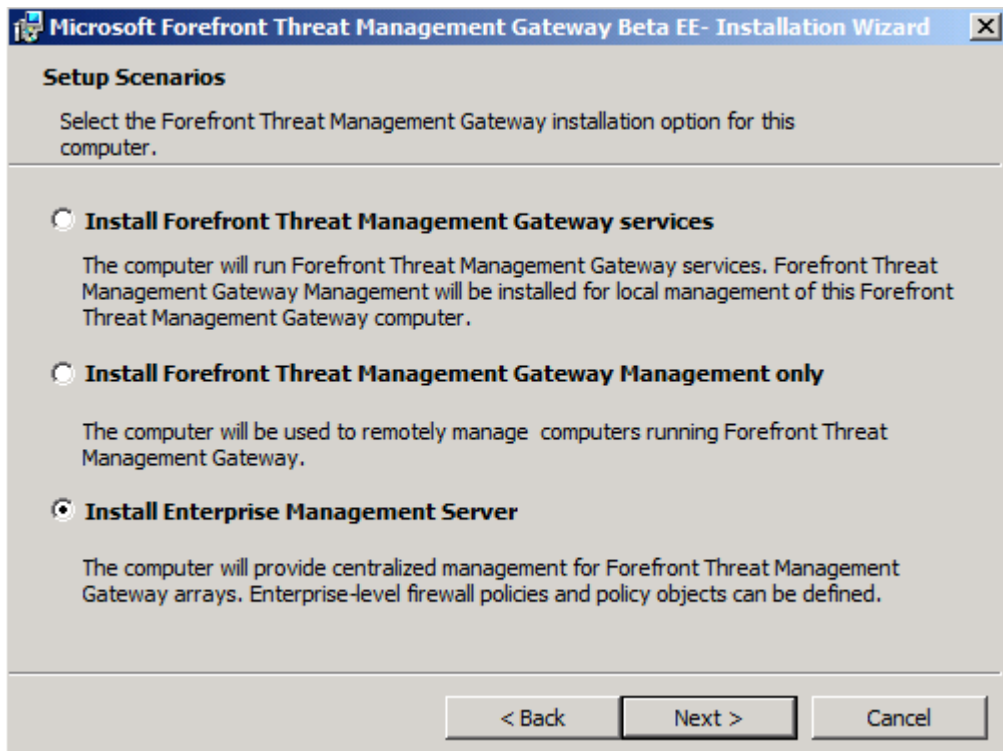 Microsoft Forefront Threat Management Gateway Beta EE- Installation Wizard
Setup Scenarios
Select the Forefront Threat Management Gateway installation option for this
computer.
Install Forefront Threat Management Gateway services
The computer will run Forefront Threat Management Gateway services. Forefront Threat
Management Gateway Management will be installed for local management of this Forefront
Threat Management Gateway computer.
Install Forefront Threat Management Gateway Management only
The computer will be used to remotely manage  computers running Forefront Threat
Management Gateway.
Install Enterprise Management Server
The computer will provide centralized management for Forefront Threat Management
Gateway arrays. Enterprise-level firewall policies and policy objects can be defined.
< Back Next > Cancel